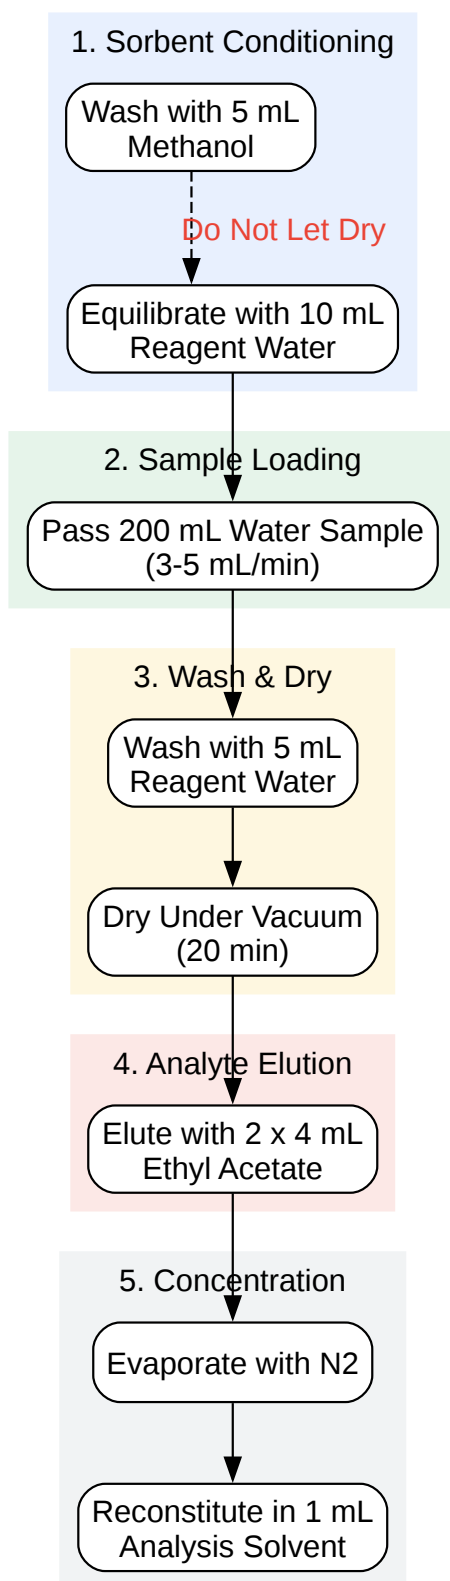 1. Sorbent Conditioning
Wash with 5 mL
Methanol
Do Not Let Dry
Equilibrate with 10 mL
Reagent Water
2. Sample Loading
Pass 200 mL Water Sample
(3-5 mL/min)
3. Wash & Dry
Wash with 5 mL
Reagent Water
Dry Under Vacuum
(20 min)
4. Analyte Elution
Elute with 2 x 4 mL
Ethyl Acetate
5. Concentration
Evaporate with N2
Reconstitute in 1 mL
Analysis Solvent